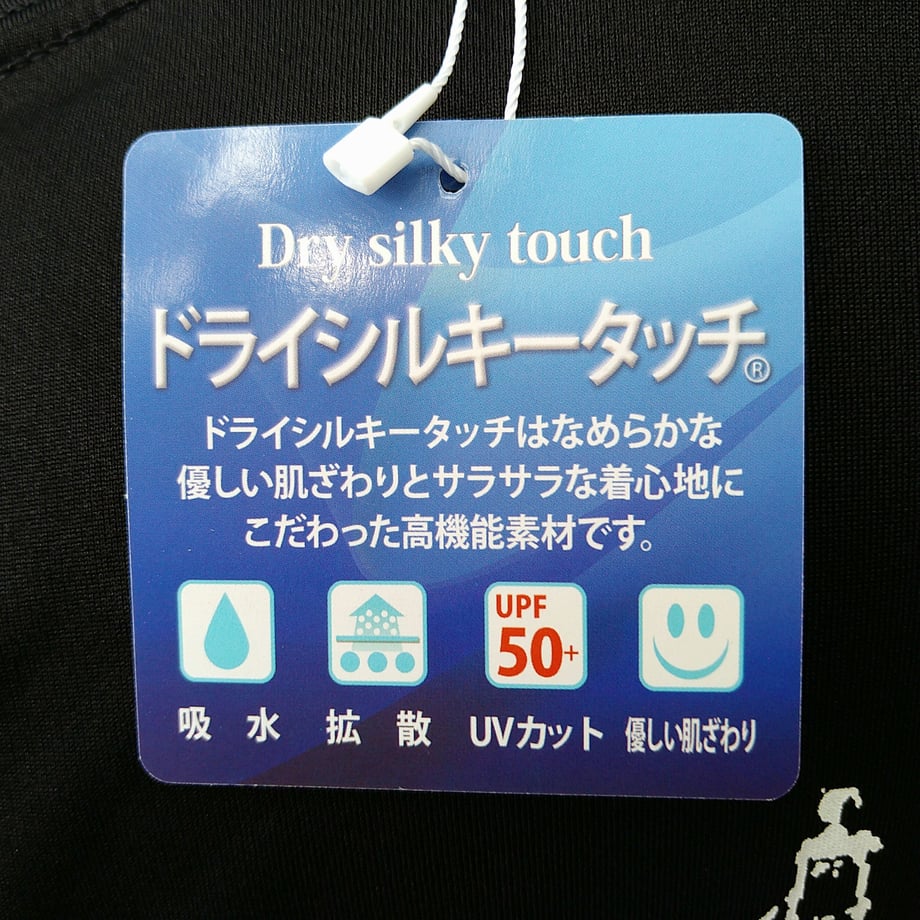 Dry silky touch
ドライシルキータッチ®
ドライシルキータッチはなめらかな
優しい肌ざわりとサラサラな着心地に
こだわった高機能素材です。
UPF
50+
吸 水 拡 散 UVカット 優しい肌ざわり